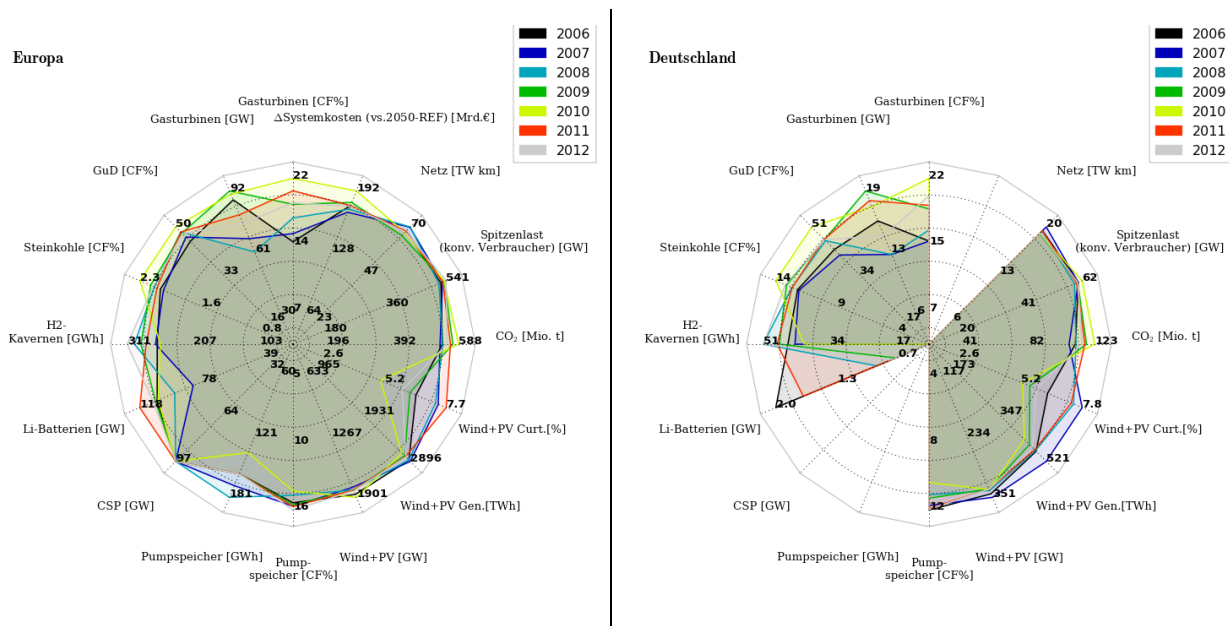 Europa
2006
2007
2008
2009
2010
2011
2012
Gasturbinen [CF%]
Gasturbinen [GW]
ΔSystemkosten (vs.2050-REF) [Mrd.€]
GuD [CF%]
Netz [TW km]
Steinkohle [CF%]
Spitzenlast
(konv. Verbraucher) [GW]
H2-
Kavernen [GWh]
CO₂ [Mio. t]
Li-Batterien [GW]
Wind+PV Curt.[%]
CSP [GW]
Wind+PV Gen.[TWh]
Pumpspeicher [GWh]
Pump-
speicher [CF%]
Wind+PV [GW]
22
92
192
50
70
14
61
128
33
47
2.3
541
1.6
360
7
30
64
16
23
0.8
180
311
207
103
196
392
588
39
2.6
32
965
60
5
633
5.2
78
7.7
118
64
1931
121
10
1267
97
2896
181
16
1901
Deutschland
2006
2007
2008
2009
2010
2011
2012
Gasturbinen [CF%]
Gasturbinen [GW]
GuD [CF%]
Netz [TW km]
Steinkohle [CF%]
Spitzenlast
(konv. Verbraucher) [GW]
H2-
Kavernen [GWh]
CO₂ [Mio. t]
Li-Batterien [GW]
Wind+PV Curt.[%]
CSP [GW]
Wind+PV Gen.[TWh]
Pumpspeicher [GWh]
Pump-
speicher [CF%]
Wind+PV [GW]
22
19
51
20
15
13
34
13
14
62
9
41
7
6
17
6
4
20
51
34
17
41
82
123
0.7
2.6
173
4
117
1.3
5.2
2.0
7.8
347
8
234
521
12
351